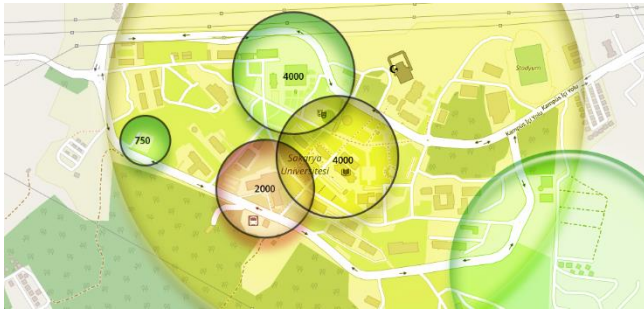 4000
Stadyum
Kampüs İçi Yolu
Kampüs İçi Yolu
750
Sakarya
Üniversitesi
4000
2000